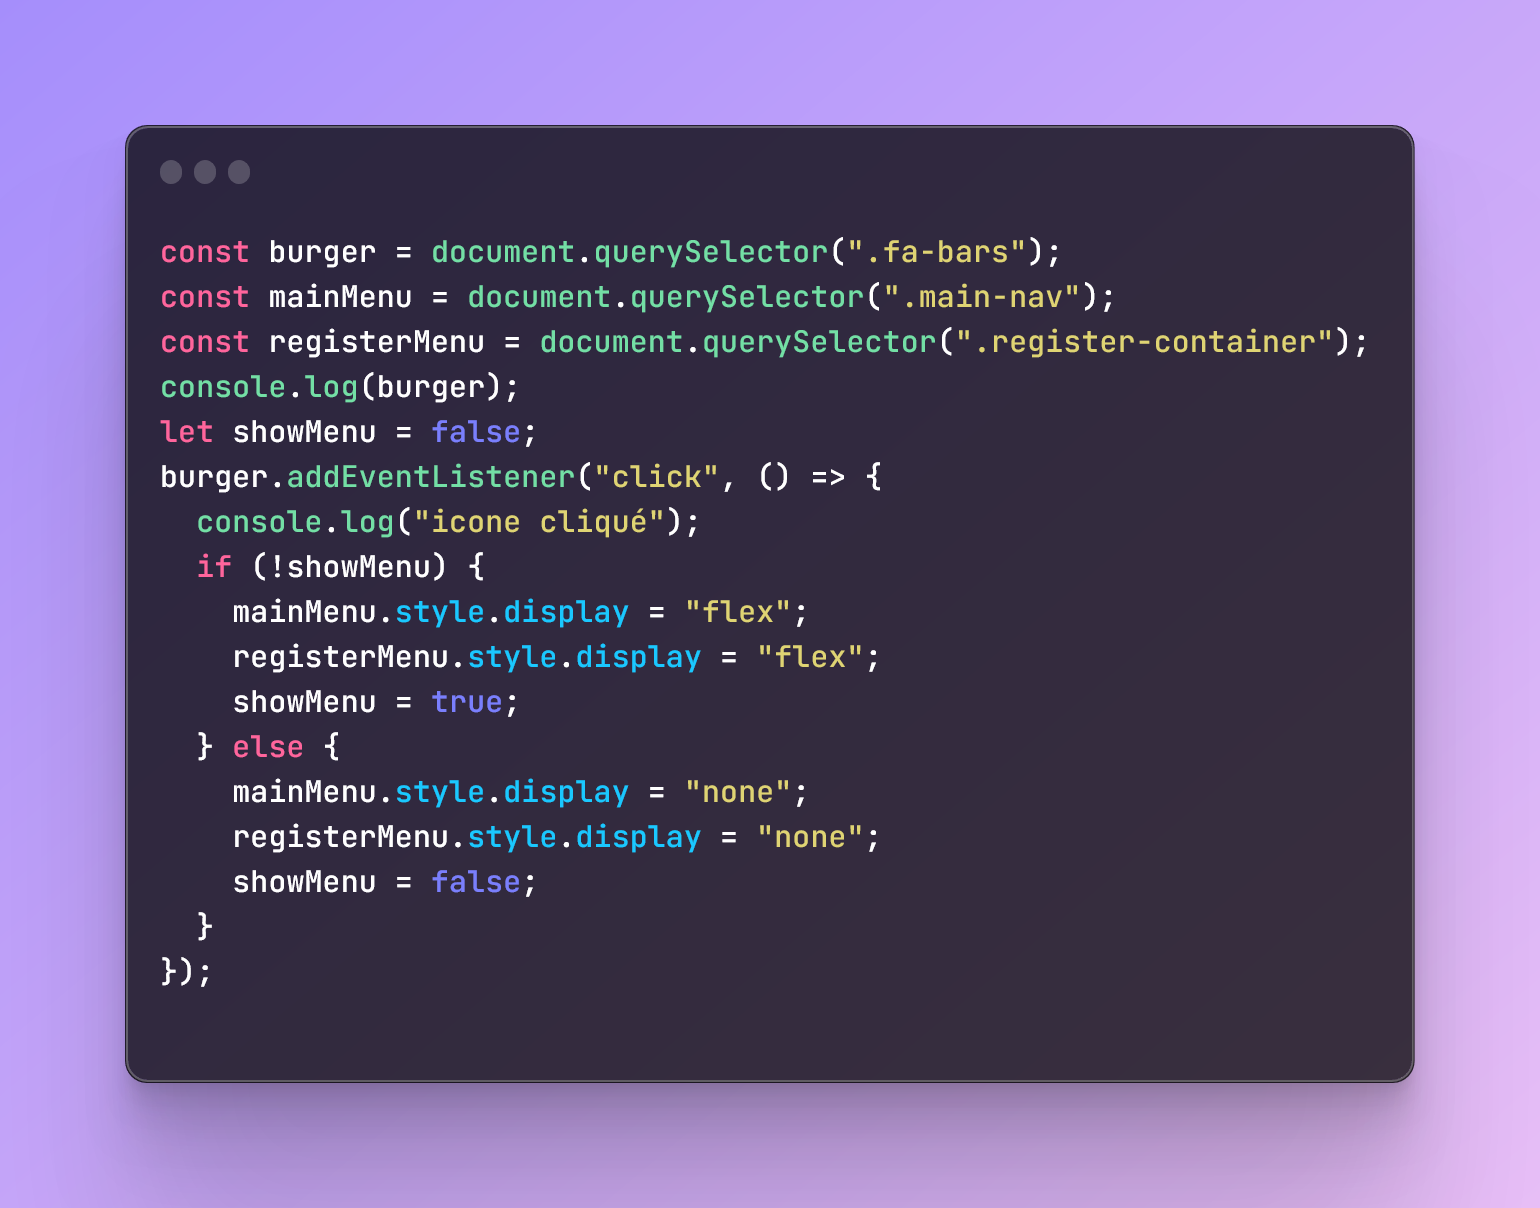 const burger = document.querySelector(".fa-bars");
const mainMenu = document.querySelector(".main-nav");
const registerMenu = document.querySelector(".register-container");
console.log(burger);
let showMenu = false;
burger.addEventListener("click", () => {
  console.log("icone cliqué");
  if (!showMenu) {
    mainMenu.style.display = "flex";
    registerMenu.style.display = "flex";
    showMenu = true;
  } else {
    mainMenu.style.display = "none";
    registerMenu.style.display = "none";
    showMenu = false;
  }
});